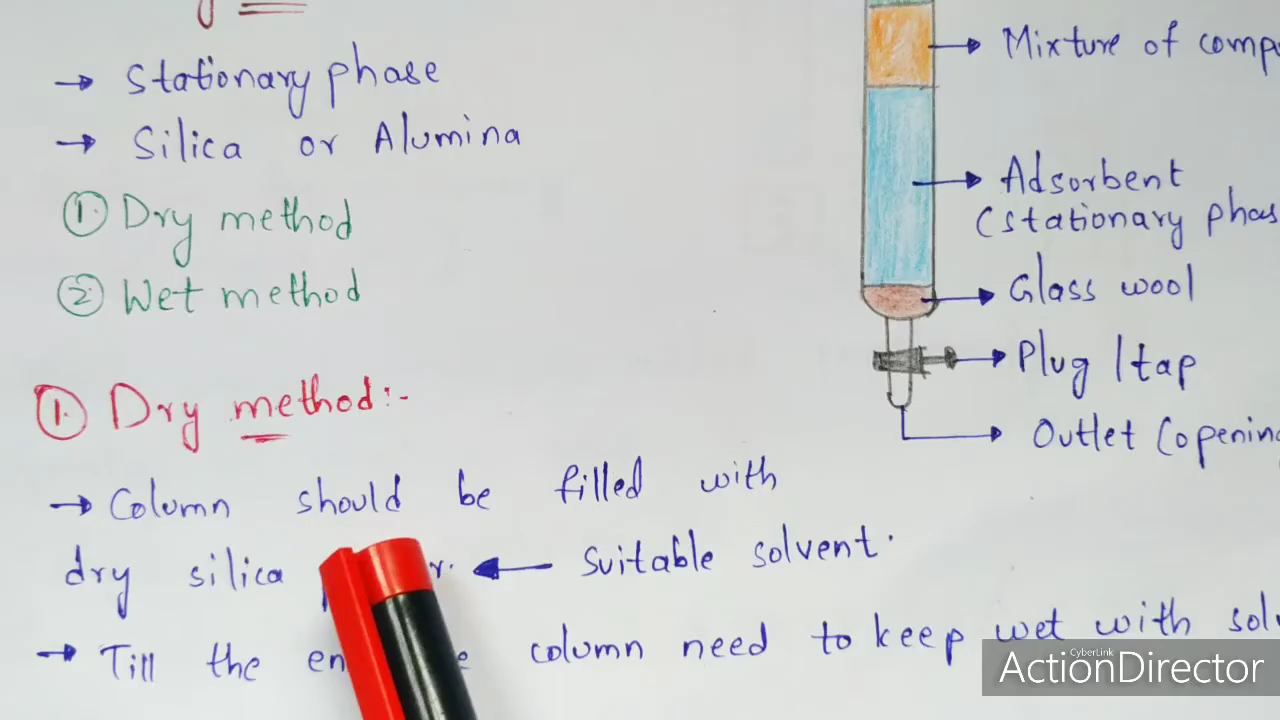 → Stationary phase
→ Silica or Alumina
① Dry method
② Wet method
① Dry method:-
→ Column should be filled with
dry silica ← suitable solvent.
→ Till the column need to keep wet with
Mixture of
Adsorbent
(stationary
Glass wool
Plug / tap
Outlet
CyberLink
ActionDirector